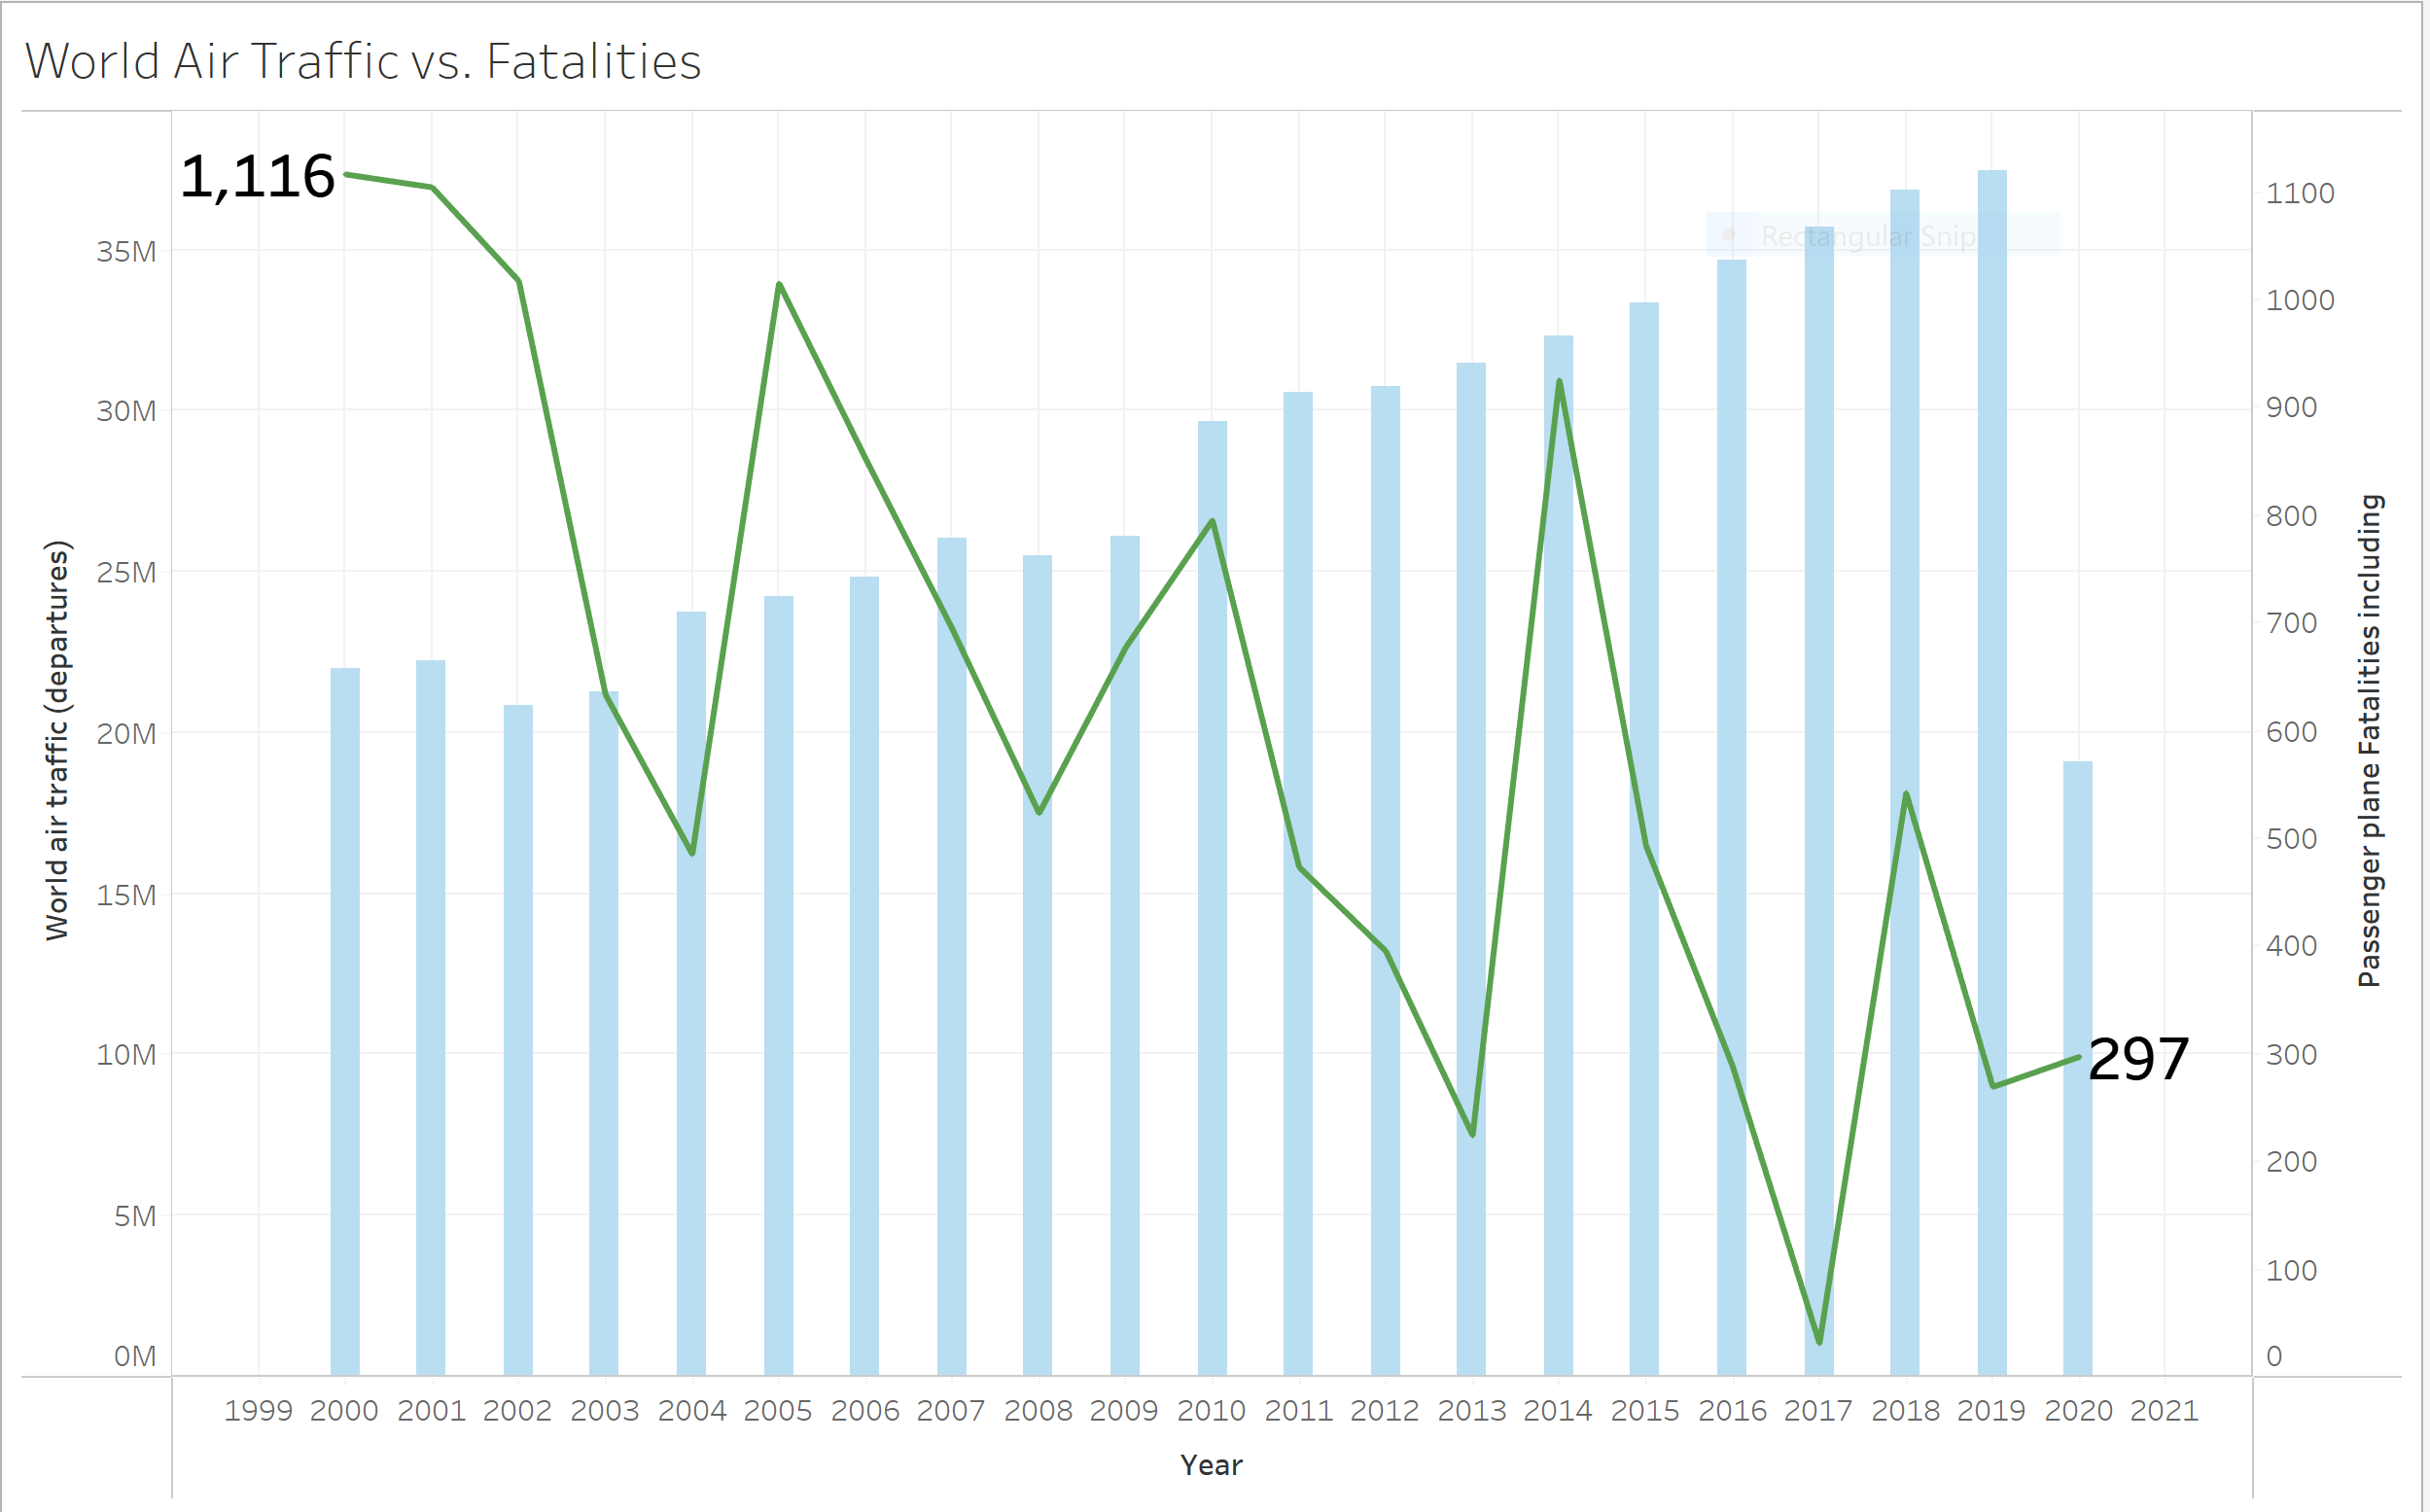 World Air Traffic vs. Fatalities
1,116
297
Rectangular Snip
World air traffic (departures)
35M
30M
25M
20M
15M
10M
5M
0M
Passenger plane Fatalities including
1100
1000
900
800
700
600
500
400
300
200
100
0
1999 2000 2001 2002 2003 2004 2005 2006 2007 2008 2009 2010 2011 2012 2013 2014 2015 2016 2017 2018 2019 2020 2021
Year